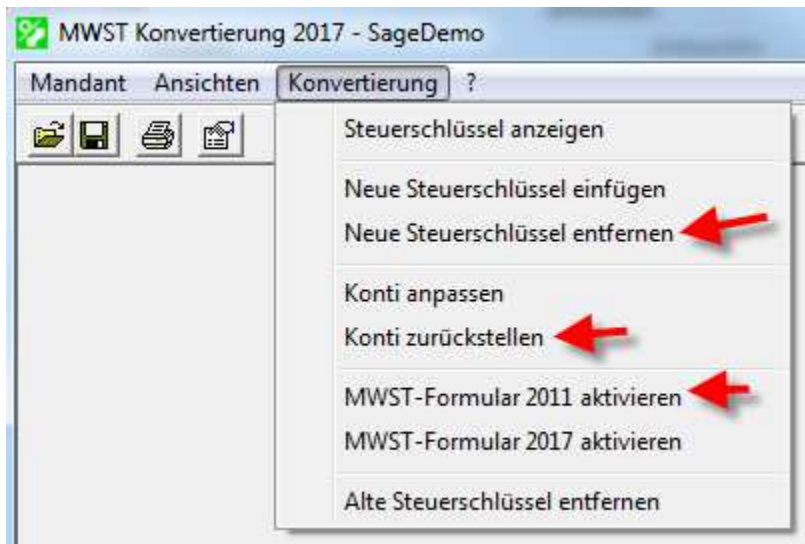 MWST Konvertierung 2017 - SageDemo
Mandant Ansichten Konvertierung ?
Steuerschlüssel anzeigen
Neue Steuerschlüssel einfügen
Neue Steuerschlüssel entfernen
Konti anpassen
Konti zurückstellen
MWST-Formular 2011 aktivieren
MWST-Formular 2017 aktivieren
Alte Steuerschlüssel entfernen